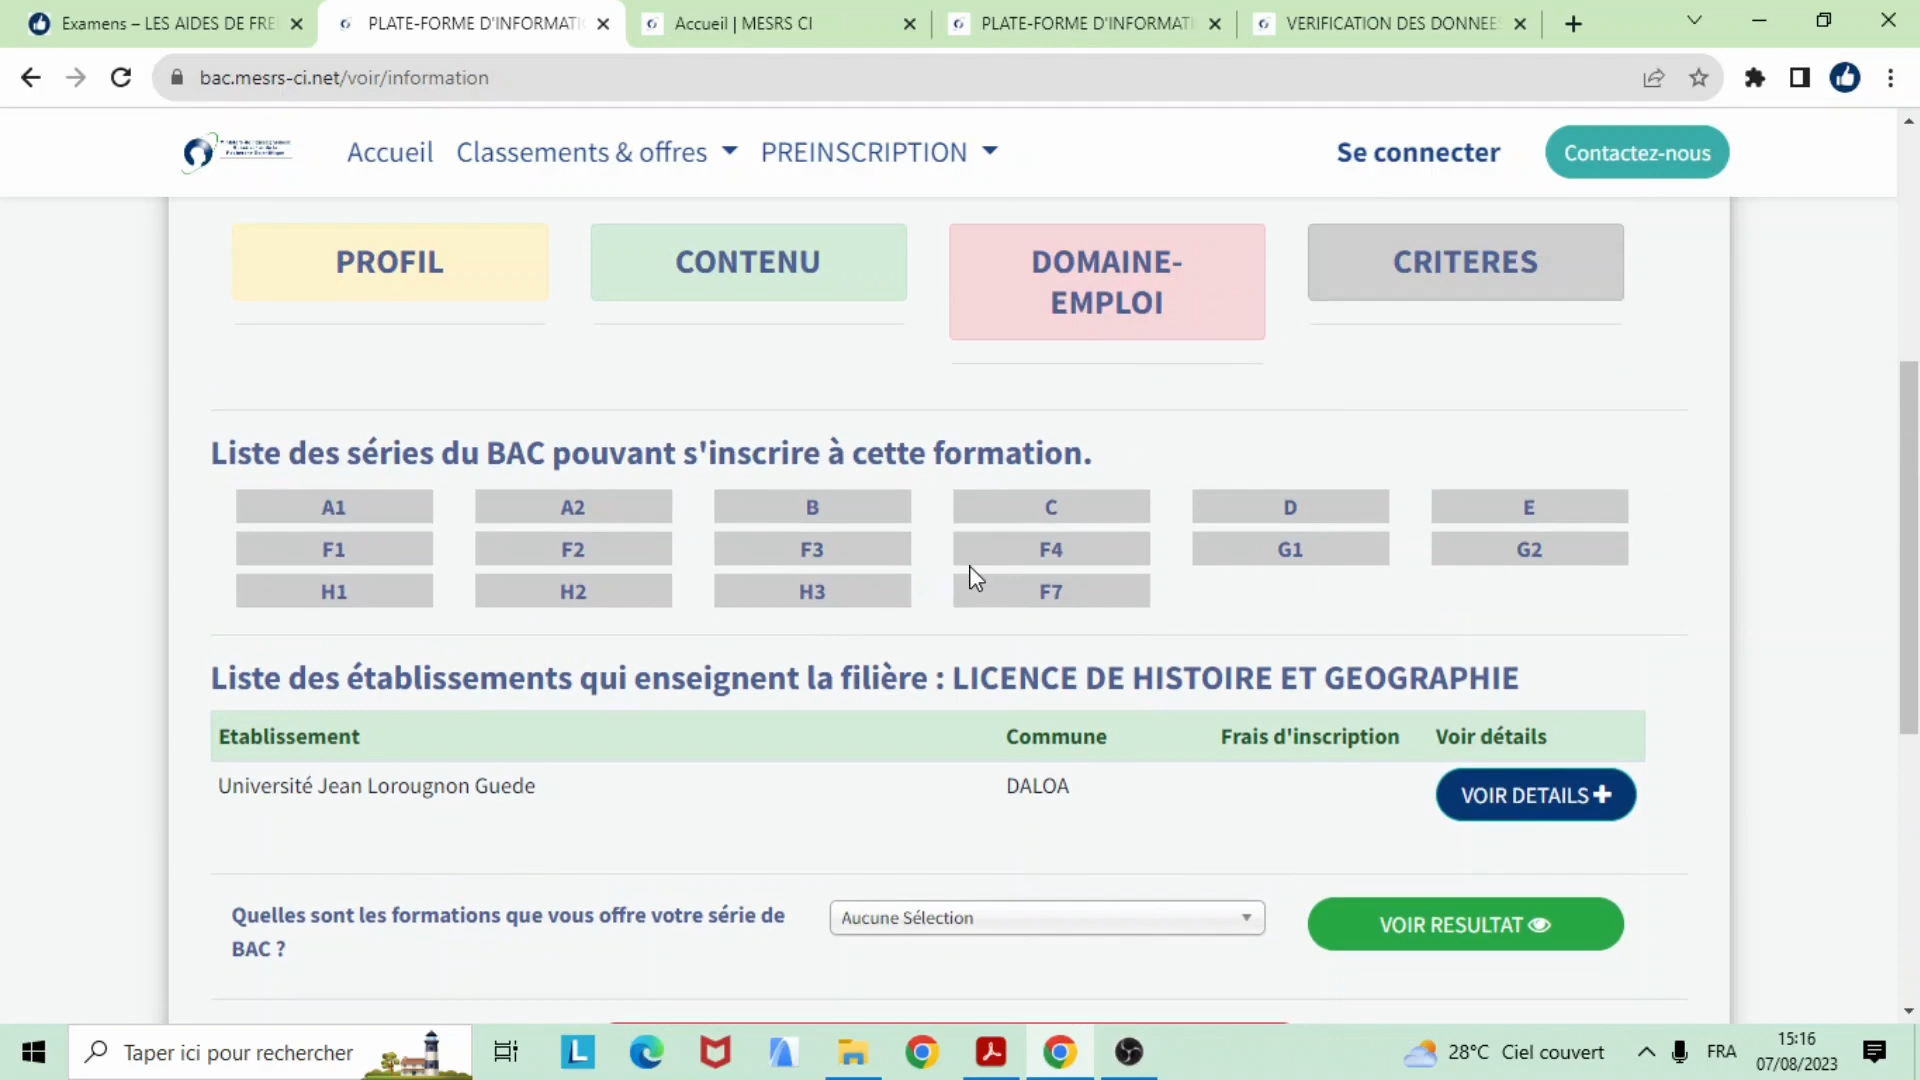 Examens – LES AIDES DE FRE
PLATE-FORME D'INFORMATI
Accueil | MESRS CI
PLATE-FORME D'INFORMATI
VERIFICATION DES DONNEES
bac.mesrs-ci.net/voir/information
Accueil
Classements & offres
PREINSCRIPTION
Se connecter
Contactez-nous
PROFIL
CONTENU
DOMAINE-
EMPLOI
CRITERES
Liste des séries du BAC pouvant s'inscrire à cette formation.
A1 A2 B C D E
F1 F2 F3 F4 G1 G2
H1 H2 H3 F7
Liste des établissements qui enseignent la filière : LICENCE DE HISTOIRE ET GEOGRAPHIE
Etablissement Commune Frais d'inscription Voir détails
Université Jean Lorougnon Guede DALOA VOIR DETAILS
Quelles sont les formations que vous offre votre série de
BAC ?
Aucune Sélection
VOIR RESULTAT
Taper ici pour rechercher
28°C Ciel couvert
FRA
15:16
07/08/2023